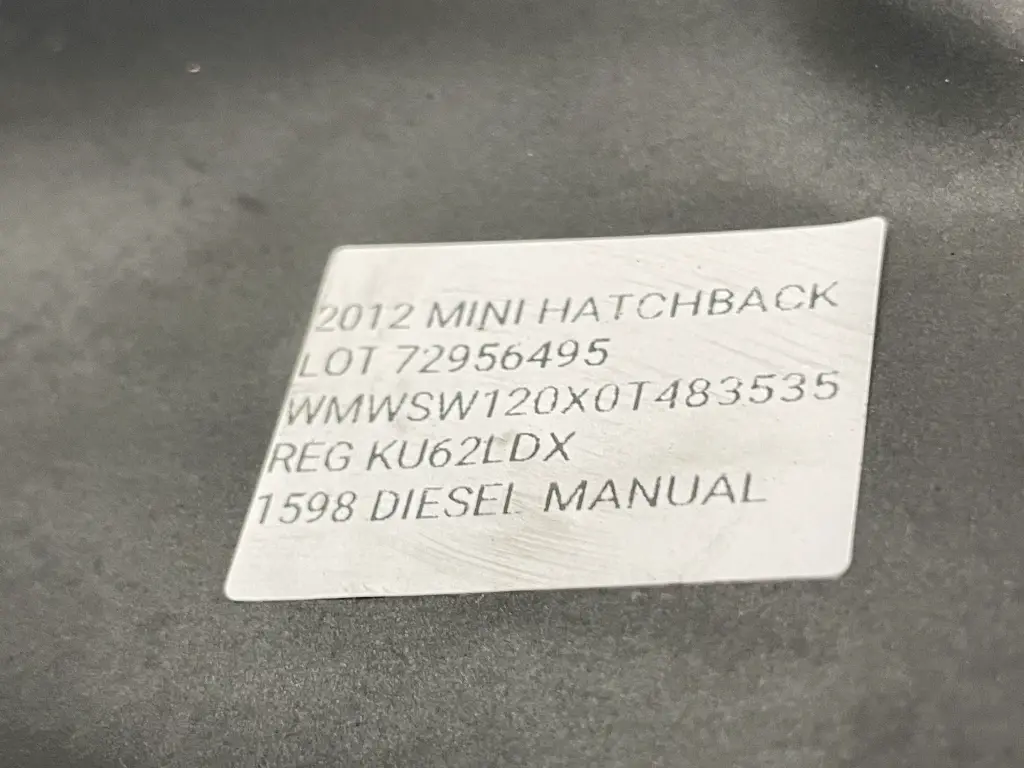 2012 MINI HATCHBACK
LOT 72956495
WMWSW120X0T483535
REG KU62LDX
1598 DIESEL MANUAL